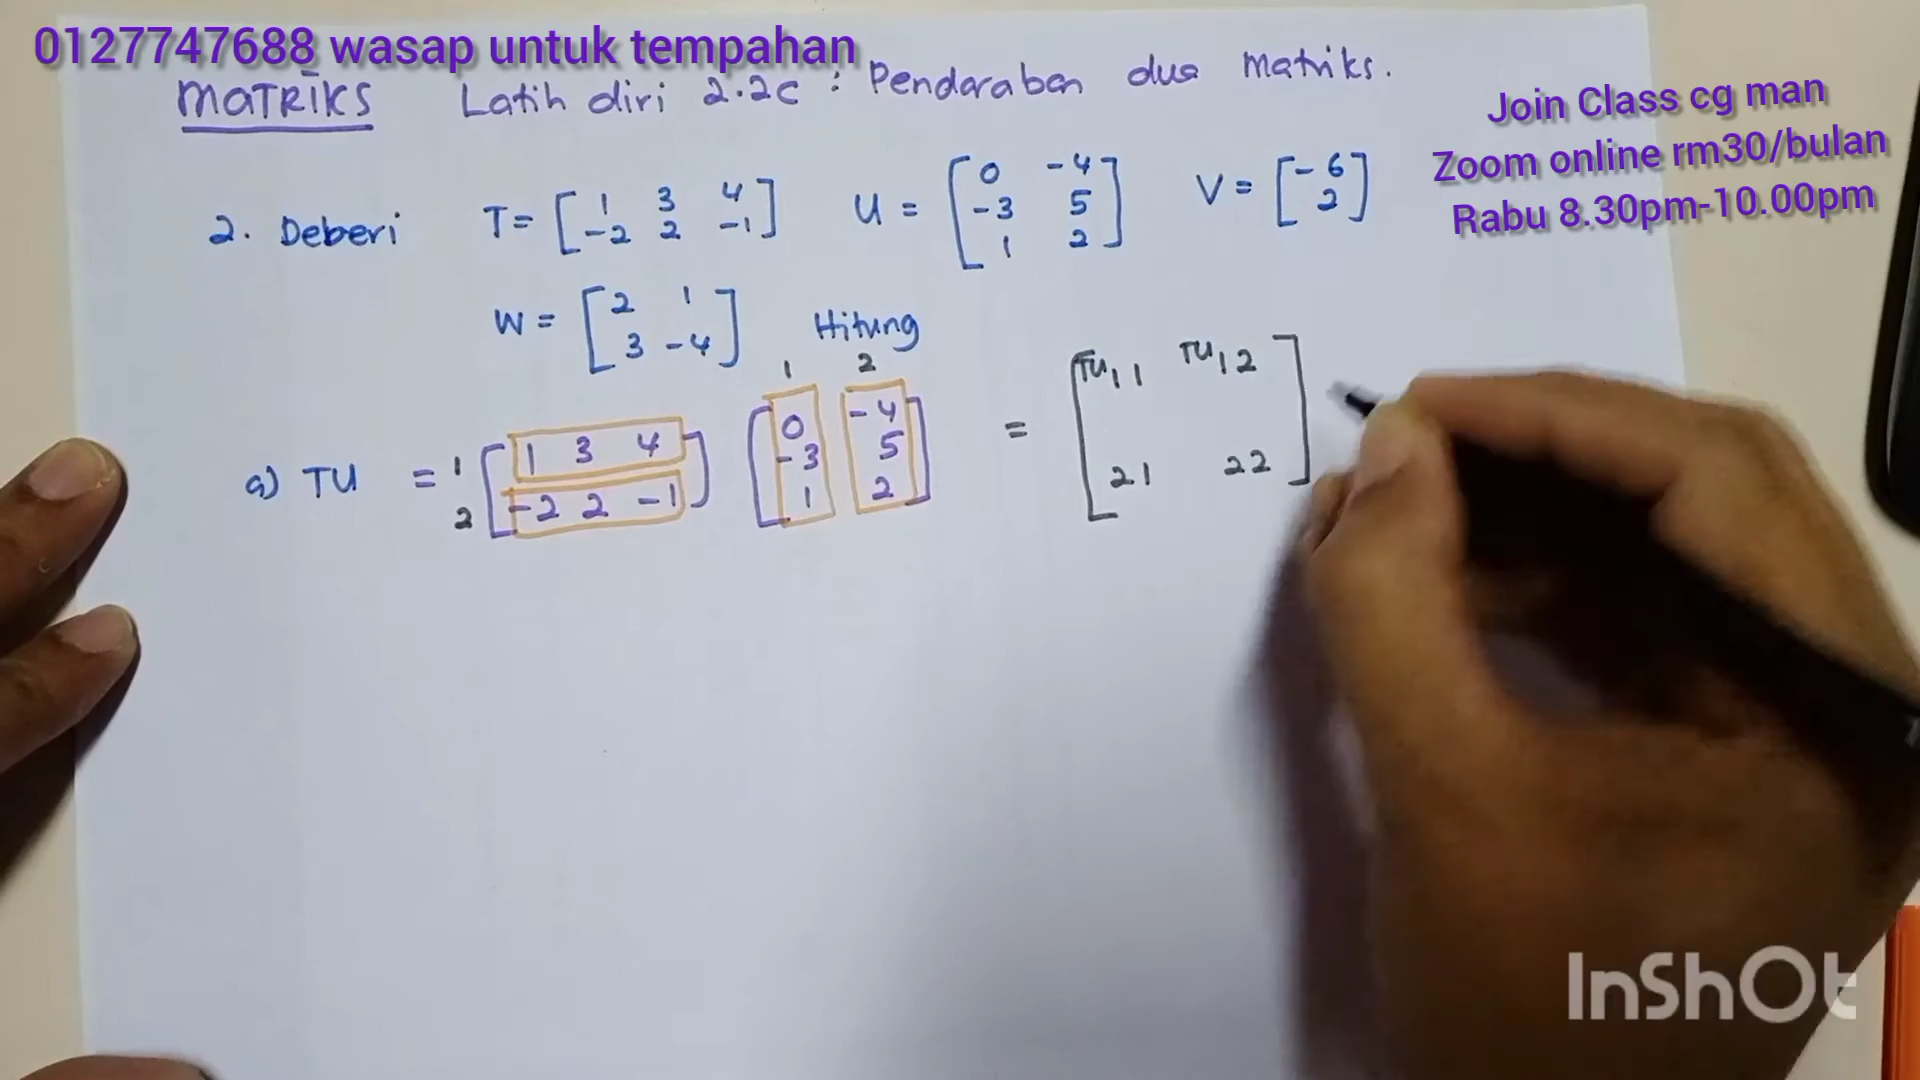 0127747688 wasap untuk tempahan
MATRIKS Latih diri 2.2c : Pendaraban dua Matriks.
Join Class cg man
Zoom online rm30/bulan
Rabu 8.30pm-10.00pm
2. Deberi T = [ 1 3 4 ] U = [ 0 -4 ] V = [ -6 ]
[ -2 2 -1 ] [ -3 5 ] [ 2 ]
[ 1 2 ]
W = [ 2 1 ] Hitung
[ 3 -4 ]
1 2
a) TU = 1 [ 1 3 4 ] [ 0 -4 ] = [ TU11 TU12 ]
2 [ -2 2 -1 ] [ -3 5 ] [ 21 22 ]
[ 1 2 ]
InShOt